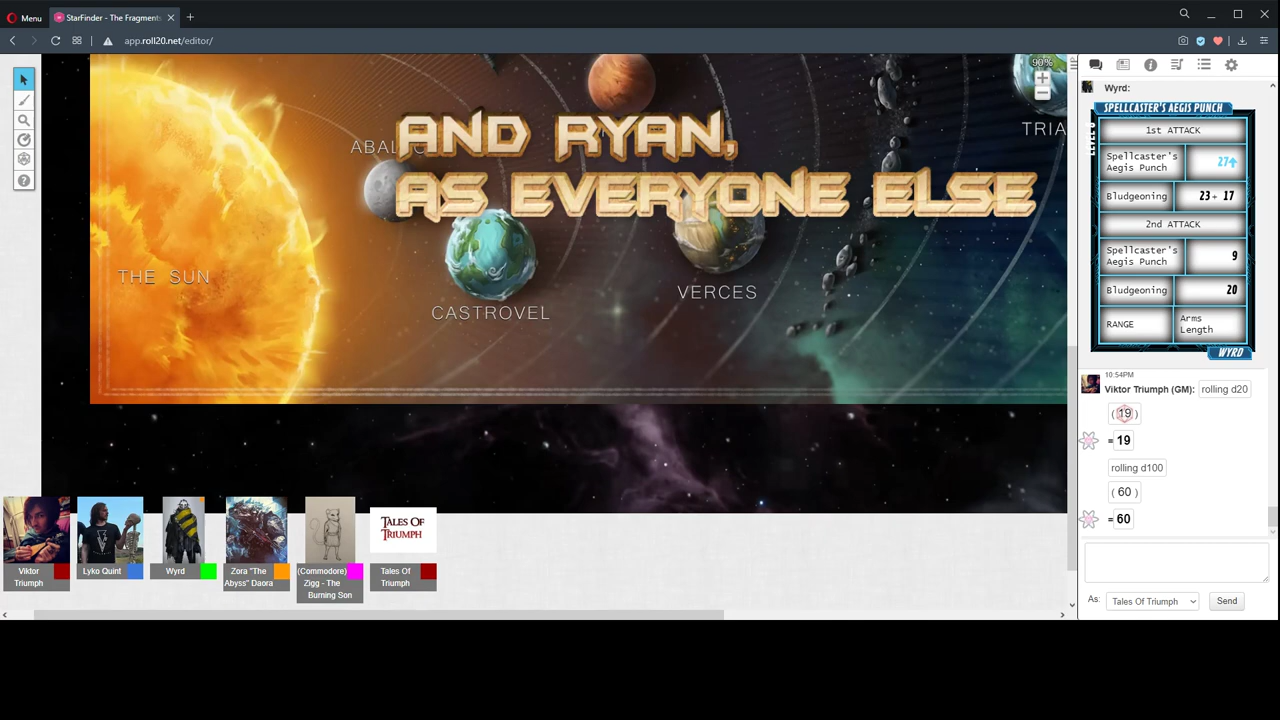 Menu
StarFinder - The Fragments
app.roll20.net/editor/
90%
AND RYAN,
AS EVERYONE ELSE
TRIA
THE SUN
CASTROVEL
VERCES
Viktor Triumph
Lyko Quint
Wyrd
Zora "The Abyss" Daora
(Commodore) Zigg - The Burning Son
TALES OF TRIUMPH
Tales Of Triumph
Wyrd:
SPELLCASTER'S AEGIS PUNCH
1st ATTACK
Spellcaster's Aegis Punch 27
Bludgeoning 23 + 17
2nd ATTACK
Spellcaster's Aegis Punch 9
Bludgeoning 20
RANGE Arms Length
WYRD
10:54PM
Viktor Triumph (GM): rolling d20
( 19 )
= 19
rolling d100
( 60 )
= 60
As: Tales Of Triumph Send